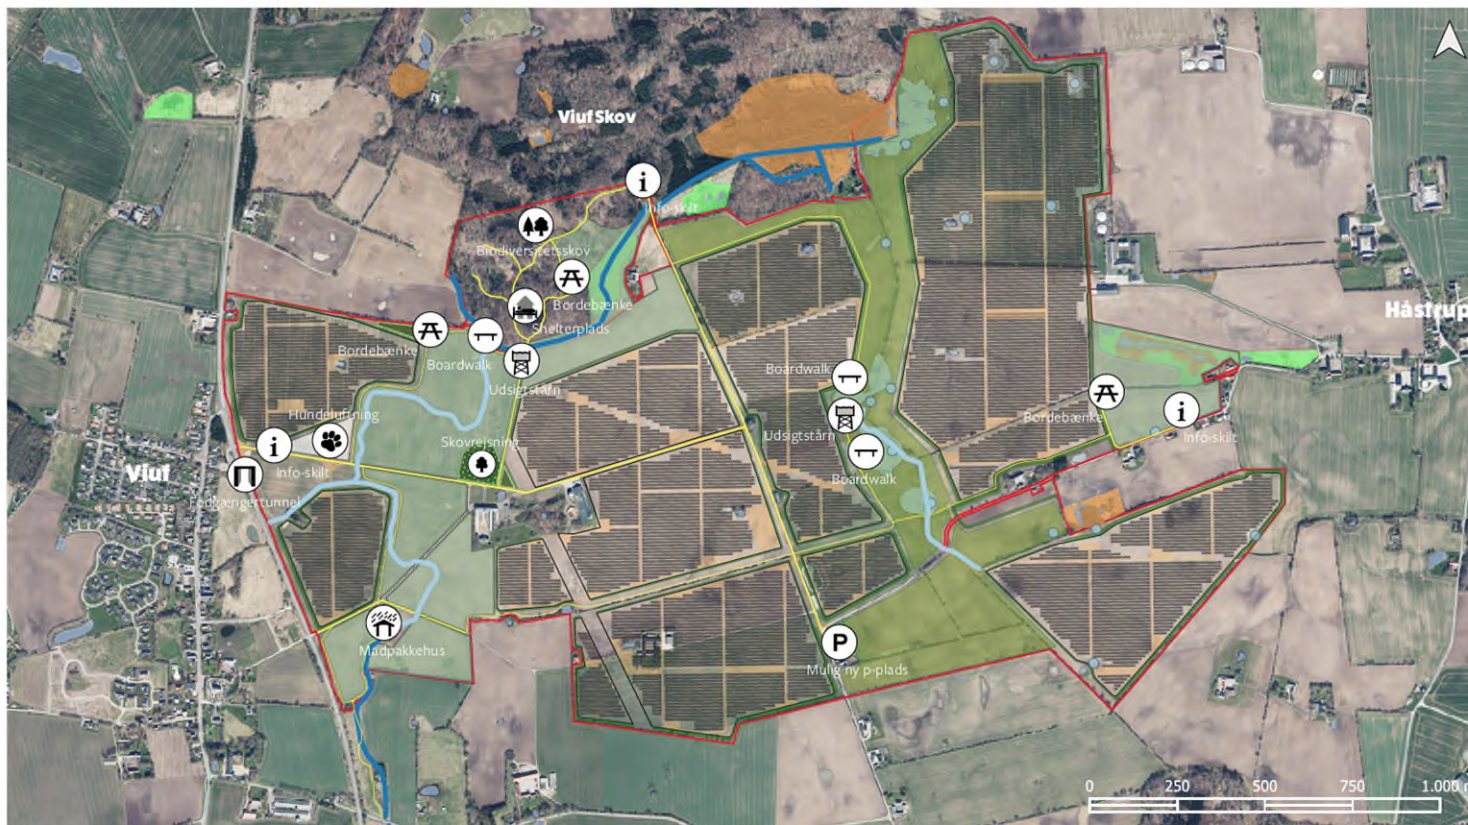 Viuf Skov
i
Info-skilt
Biodiversitetsskov
Bordebænke
Shelterplads
Håstrup
Bordebænke
Boardwalk
Udsigtstårn
Boardwalk
Udsigtstårn
Boardwalk
Bordebænke
i
Info-skilt
Hundeluftning
Skovrejsning
i
Info-skilt
Viuf
Fodgængertunnel
Madpakkehus
P
Mulig ny p-plads
0 250 500 750 1.000